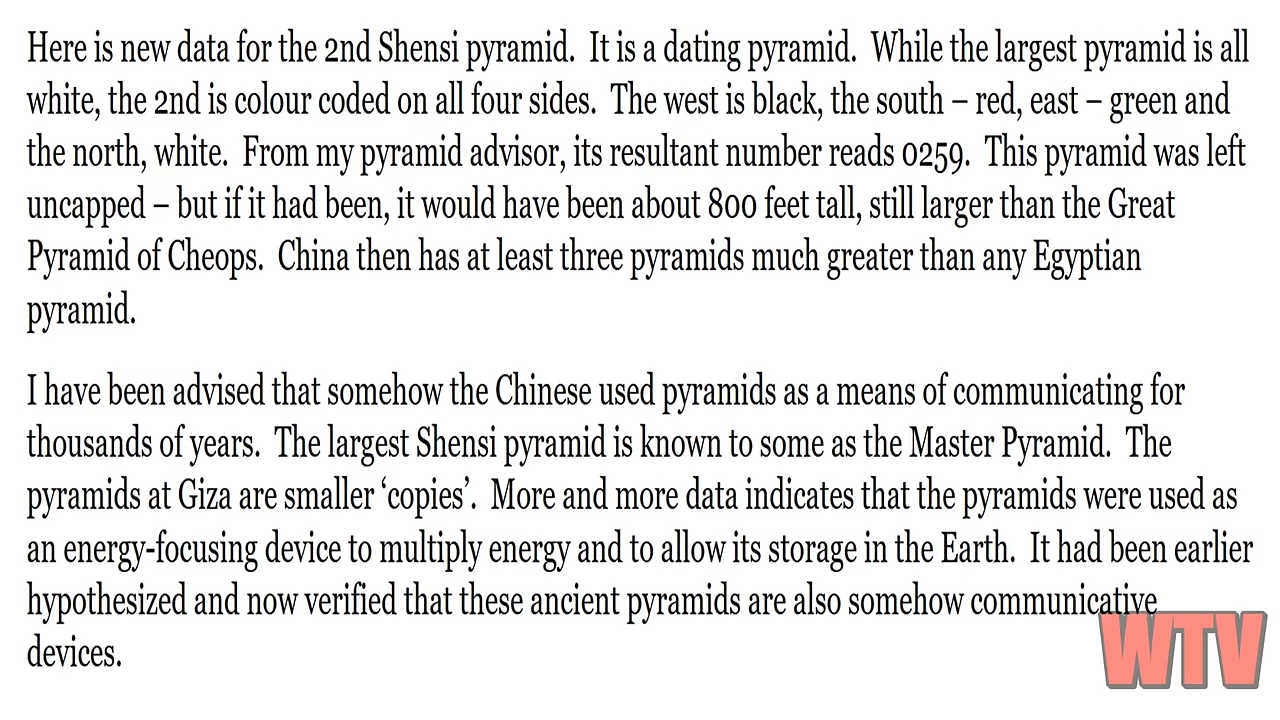 Here is new data for the 2nd Shensi pyramid.  It is a dating pyramid.  While the largest pyramid is all
white, the 2nd is colour coded on all four sides.  The west is black, the south – red, east – green and
the north, white.  From my pyramid advisor, its resultant number reads 0259.  This pyramid was left
uncapped – but if it had been, it would have been about 800 feet tall, still larger than the Great
Pyramid of Cheops.  China then has at least three pyramids much greater than any Egyptian
pyramid.
I have been advised that somehow the Chinese used pyramids as a means of communicating for
thousands of years.  The largest Shensi pyramid is known to some as the Master Pyramid.  The
pyramids at Giza are smaller ‘copies’.  More and more data indicates that the pyramids were used as
an energy-focusing device to multiply energy and to allow its storage in the Earth.  It had been earlier
hypothesized and now verified that these ancient pyramids are also somehow communicative
devices.
WTV